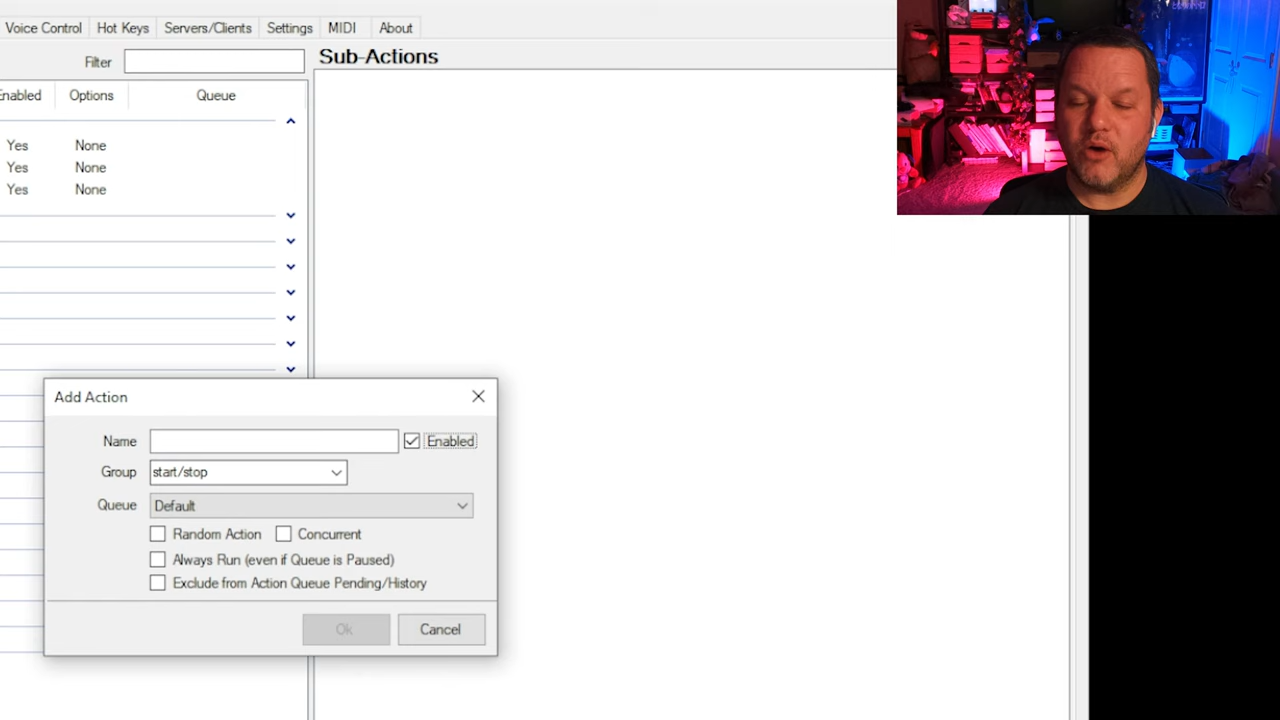 Voice Control Hot Keys Servers/Clients Settings MIDI About
Filter
Sub-Actions
Enabled Options Queue
Yes None
Yes None
Yes None
Add Action
Name
Enabled
Group start/stop
Queue Default
Random Action Concurrent
Always Run (even if Queue is Paused)
Exclude from Action Queue Pending/History
Ok Cancel